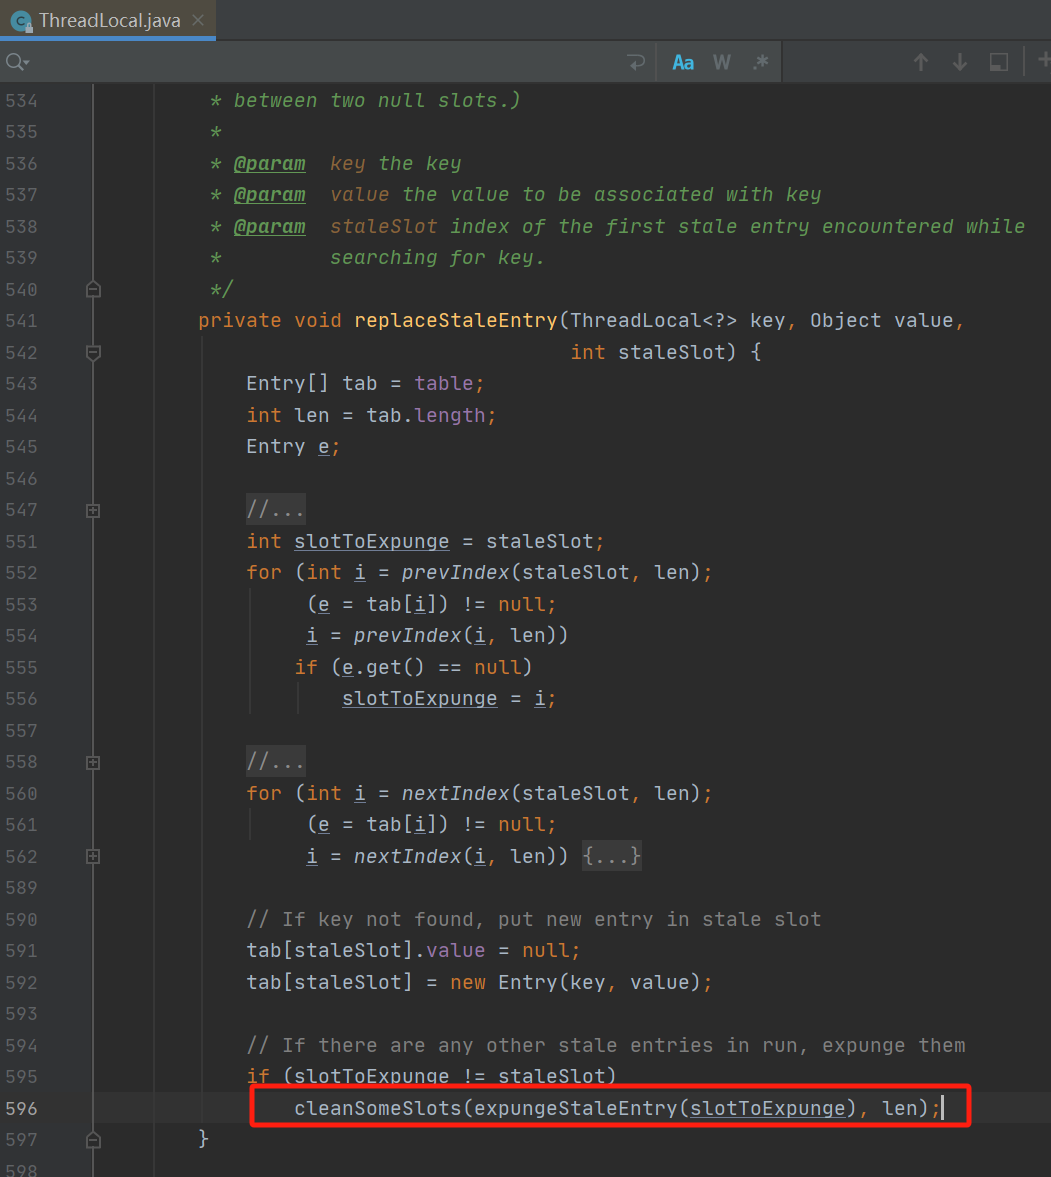 ThreadLocal.java
Aa W .*
534 * between two null slots.)
535 *
536 * @param  key the key
537 * @param  value the value to be associated with key
538 * @param  staleSlot index of the first stale entry encountered while
539 *         searching for key.
540 */
541 private void replaceStaleEntry(ThreadLocal<?> key, Object value,
542                                int staleSlot) {
543     Entry[] tab = table;
544     int len = tab.length;
545     Entry e;
546
547     //...
551     int slotToExpunge = staleSlot;
552     for (int i = prevIndex(staleSlot, len);
553          (e = tab[i]) != null;
554          i = prevIndex(i, len))
555         if (e.get() == null)
556             slotToExpunge = i;
557
558     //...
560     for (int i = nextIndex(staleSlot, len);
561          (e = tab[i]) != null;
562          i = nextIndex(i, len)) {...}
589
590     // If key not found, put new entry in stale slot
591     tab[staleSlot].value = null;
592     tab[staleSlot] = new Entry(key, value);
593
594     // If there are any other stale entries in run, expunge them
595     if (slotToExpunge != staleSlot)
596         cleanSomeSlots(expungeStaleEntry(slotToExpunge), len);
597 }
598